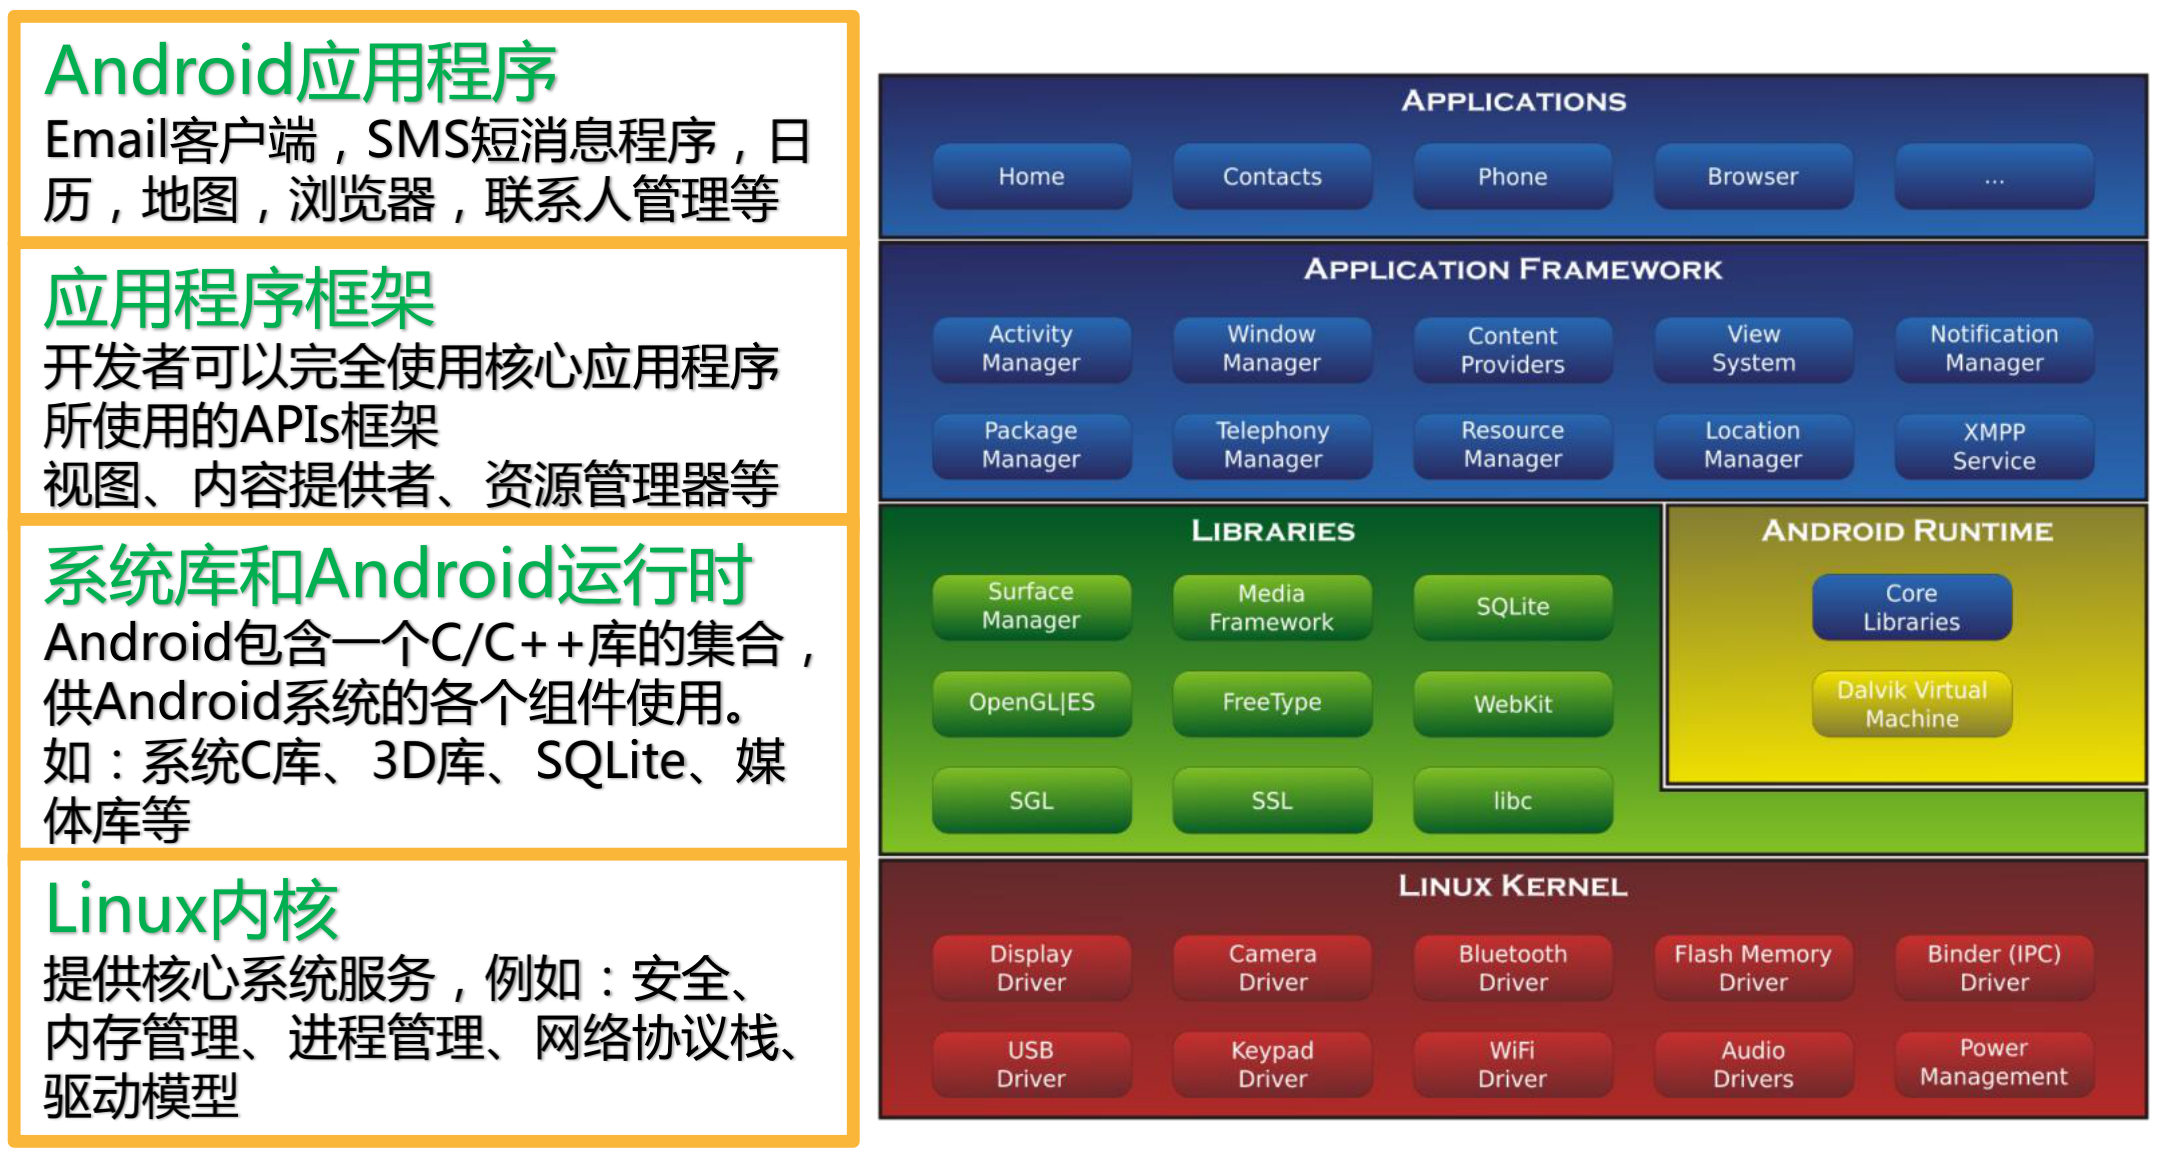 Android应用程序
Email客户端，SMS短消息程序，日
历，地图，浏览器，联系人管理等
应用程序框架
开发者可以完全使用核心应用程序
所使用的APIs框架
视图、内容提供者、资源管理器等
系统库和Android运行时
Android包含一个C/C++库的集合，
供Android系统的各个组件使用。
如：系统C库、3D库、SQLite、媒
体库等
Linux内核
提供核心系统服务，例如：安全、
内存管理、进程管理、网络协议栈、
驱动模型
APPLICATIONS
Home
Contacts
Phone
Browser
...
APPLICATION FRAMEWORK
Activity
Manager
Window
Manager
Content
Providers
View
System
Notification
Manager
Package
Manager
Telephony
Manager
Resource
Manager
Location
Manager
XMPP
Service
LIBRARIES
Surface
Manager
Media
Framework
SQLite
OpenGL|ES
FreeType
WebKit
SGL
SSL
libc
ANDROID RUNTIME
Core
Libraries
Dalvik Virtual
Machine
LINUX KERNEL
Display
Driver
Camera
Driver
Bluetooth
Driver
Flash Memory
Driver
Binder (IPC)
Driver
USB
Driver
Keypad
Driver
WiFi
Driver
Audio
Drivers
Power
Management